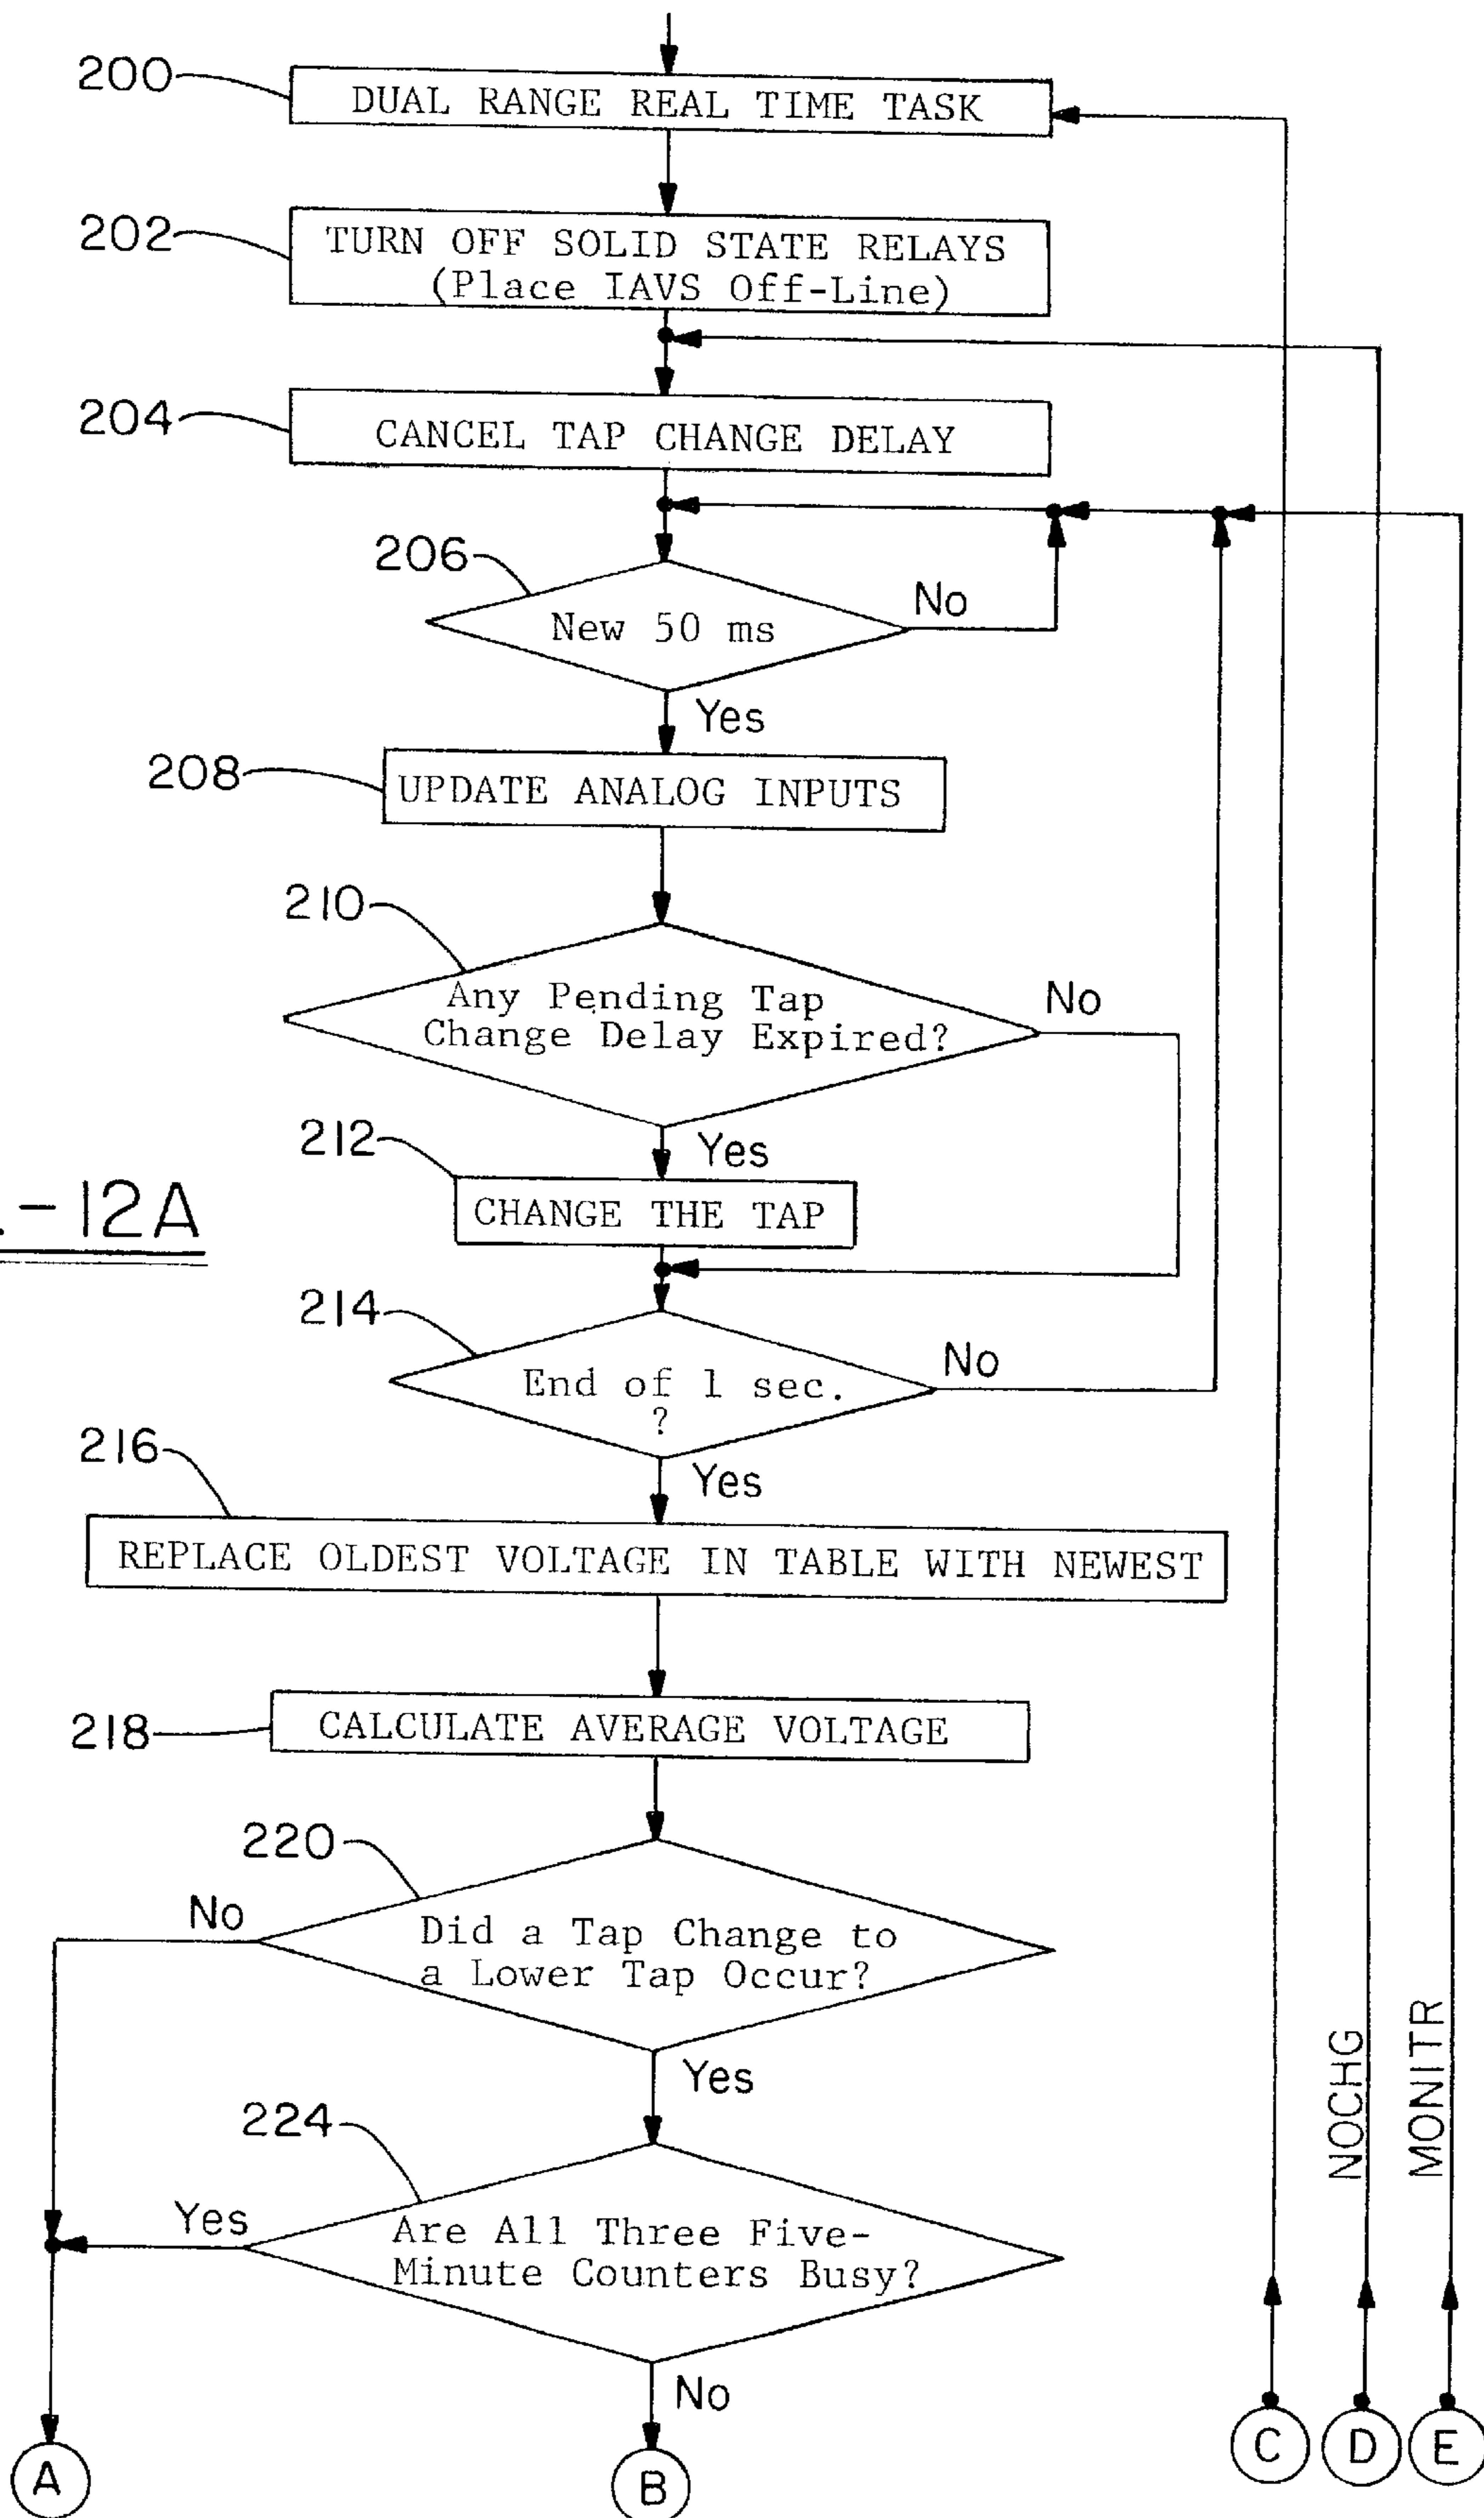 200
DUAL RANGE REAL TIME TASK
202
TURN OFF SOLID STATE RELAYS
(Place IAVS Off-Line)
204
CANCEL TAP CHANGE DELAY
206
New 50 ms
No
Yes
208
UPDATE ANALOG INPUTS
210
Any Pending Tap
Change Delay Expired?
No
Yes
212
CHANGE THE TAP
-12A
214
End of 1 sec.
?
No
Yes
216
REPLACE OLDEST VOLTAGE IN TABLE WITH NEWEST
218
CALCULATE AVERAGE VOLTAGE
220
Did a Tap Change to
a Lower Tap Occur?
No
Yes
224
Are All Three Five-
Minute Counters Busy?
Yes
No
NOCHG
MONITR
A
B
C
D
E